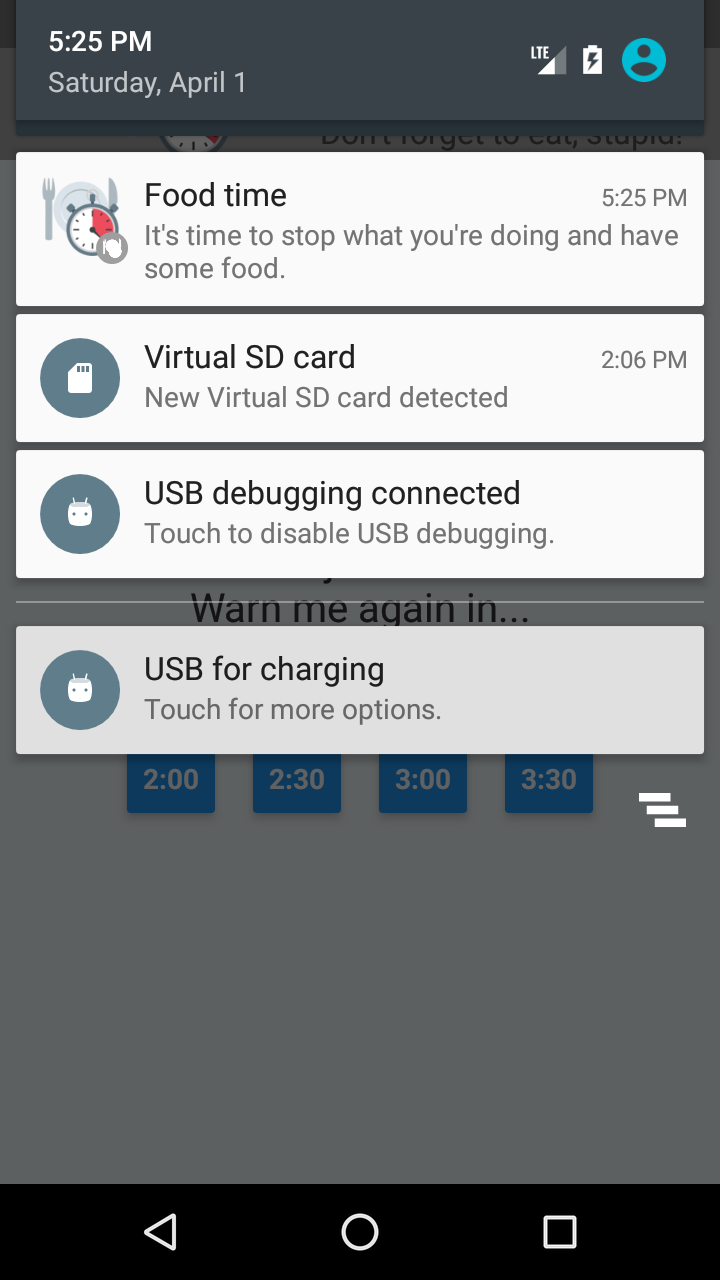 5:25 PM
LTE
Saturday, April 1
Don't forget to eat, stupid!
Food time 5:25 PM
It's time to stop what you're doing and have
some food.
Virtual SD card 2:06 PM
New Virtual SD card detected
USB debugging connected
Touch to disable USB debugging.
Warn me again in...
USB for charging
Touch for more options.
2:00 2:30 3:00 3:30